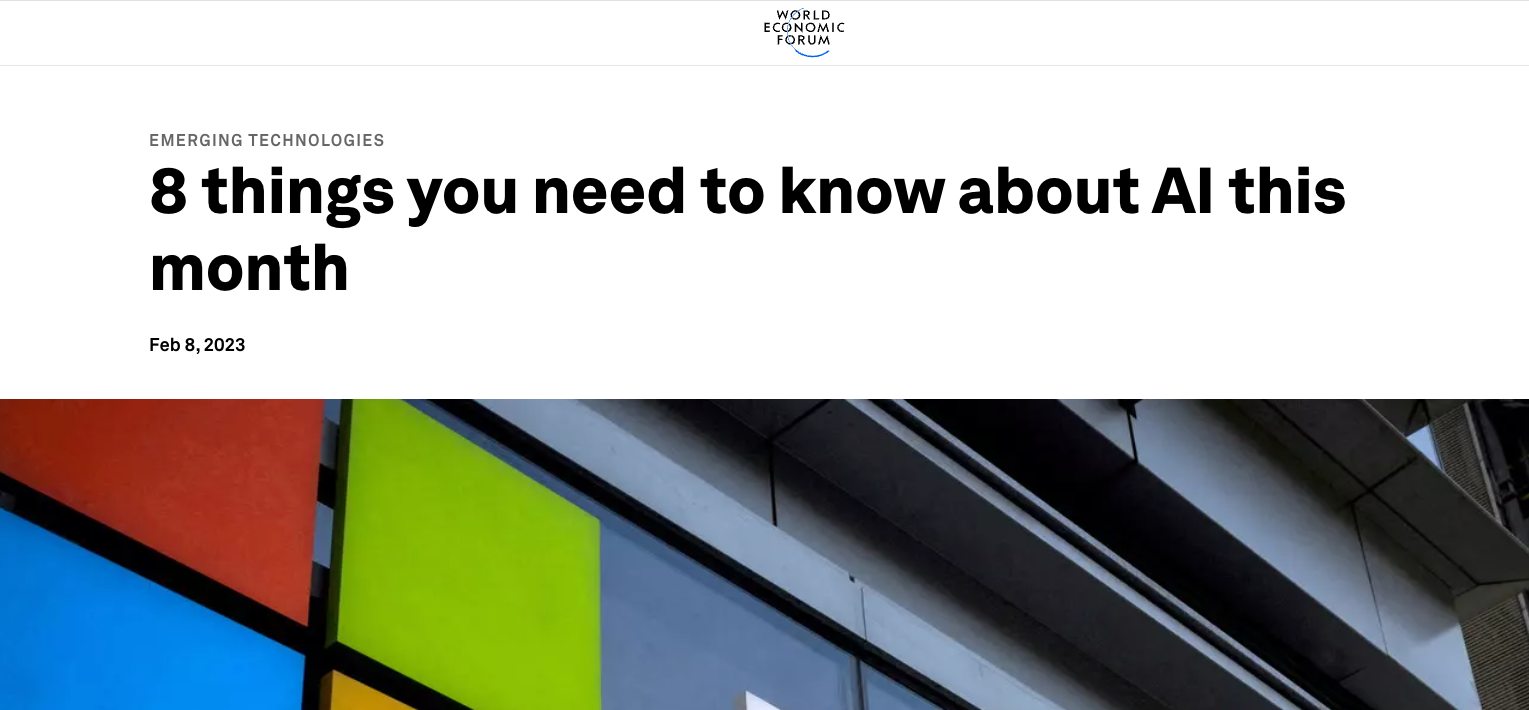 WORLD
ECONOMIC
FORUM
EMERGING TECHNOLOGIES
8 things you need to know about AI this
month
Feb 8, 2023